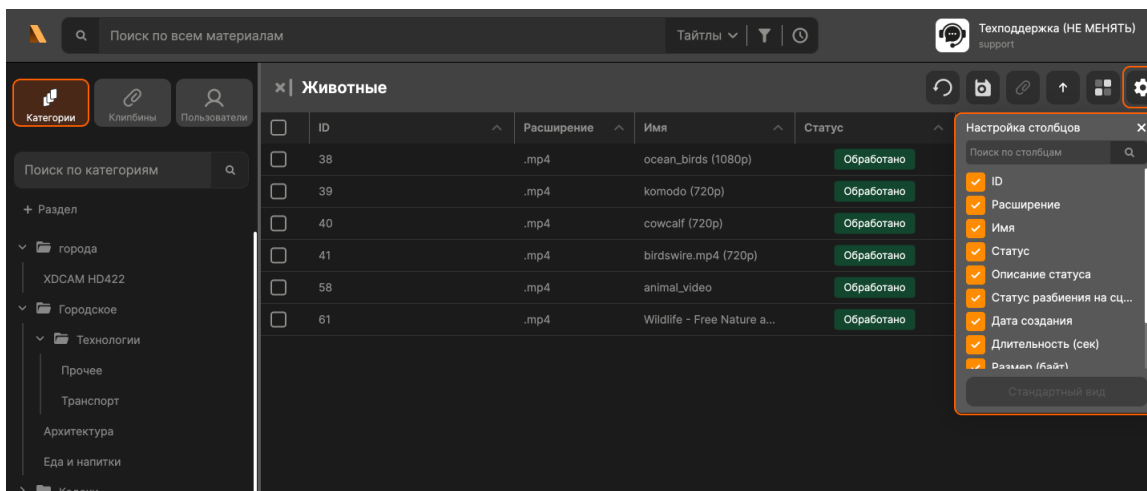 Поиск по всем материалам
Тайтлы
Техподдержка (НЕ МЕНЯТЬ)
support
Категории
Клипбины
Пользователи
Поиск по категориям
+ Раздел
города
XDCAM HD422
Городское
Технологии
Прочее
Транспорт
Архитектура
Еда и напитки
Животные
ID Расширение Имя Статус
38 .mp4 ocean_birds (1080p) Обработано
39 .mp4 komodo (720p) Обработано
40 .mp4 cowcalf (720p) Обработано
41 .mp4 birdswire.mp4 (720p) Обработано
58 .mp4 animal_video Обработано
61 .mp4 Wildlife - Free Nature a... Обработано
Настройка столбцов
Поиск по столбцам
ID
Расширение
Имя
Статус
Описание статуса
Статус разбиения на сц...
Дата создания
Длительность (сек)
Размер (байт)
Стандартный вид